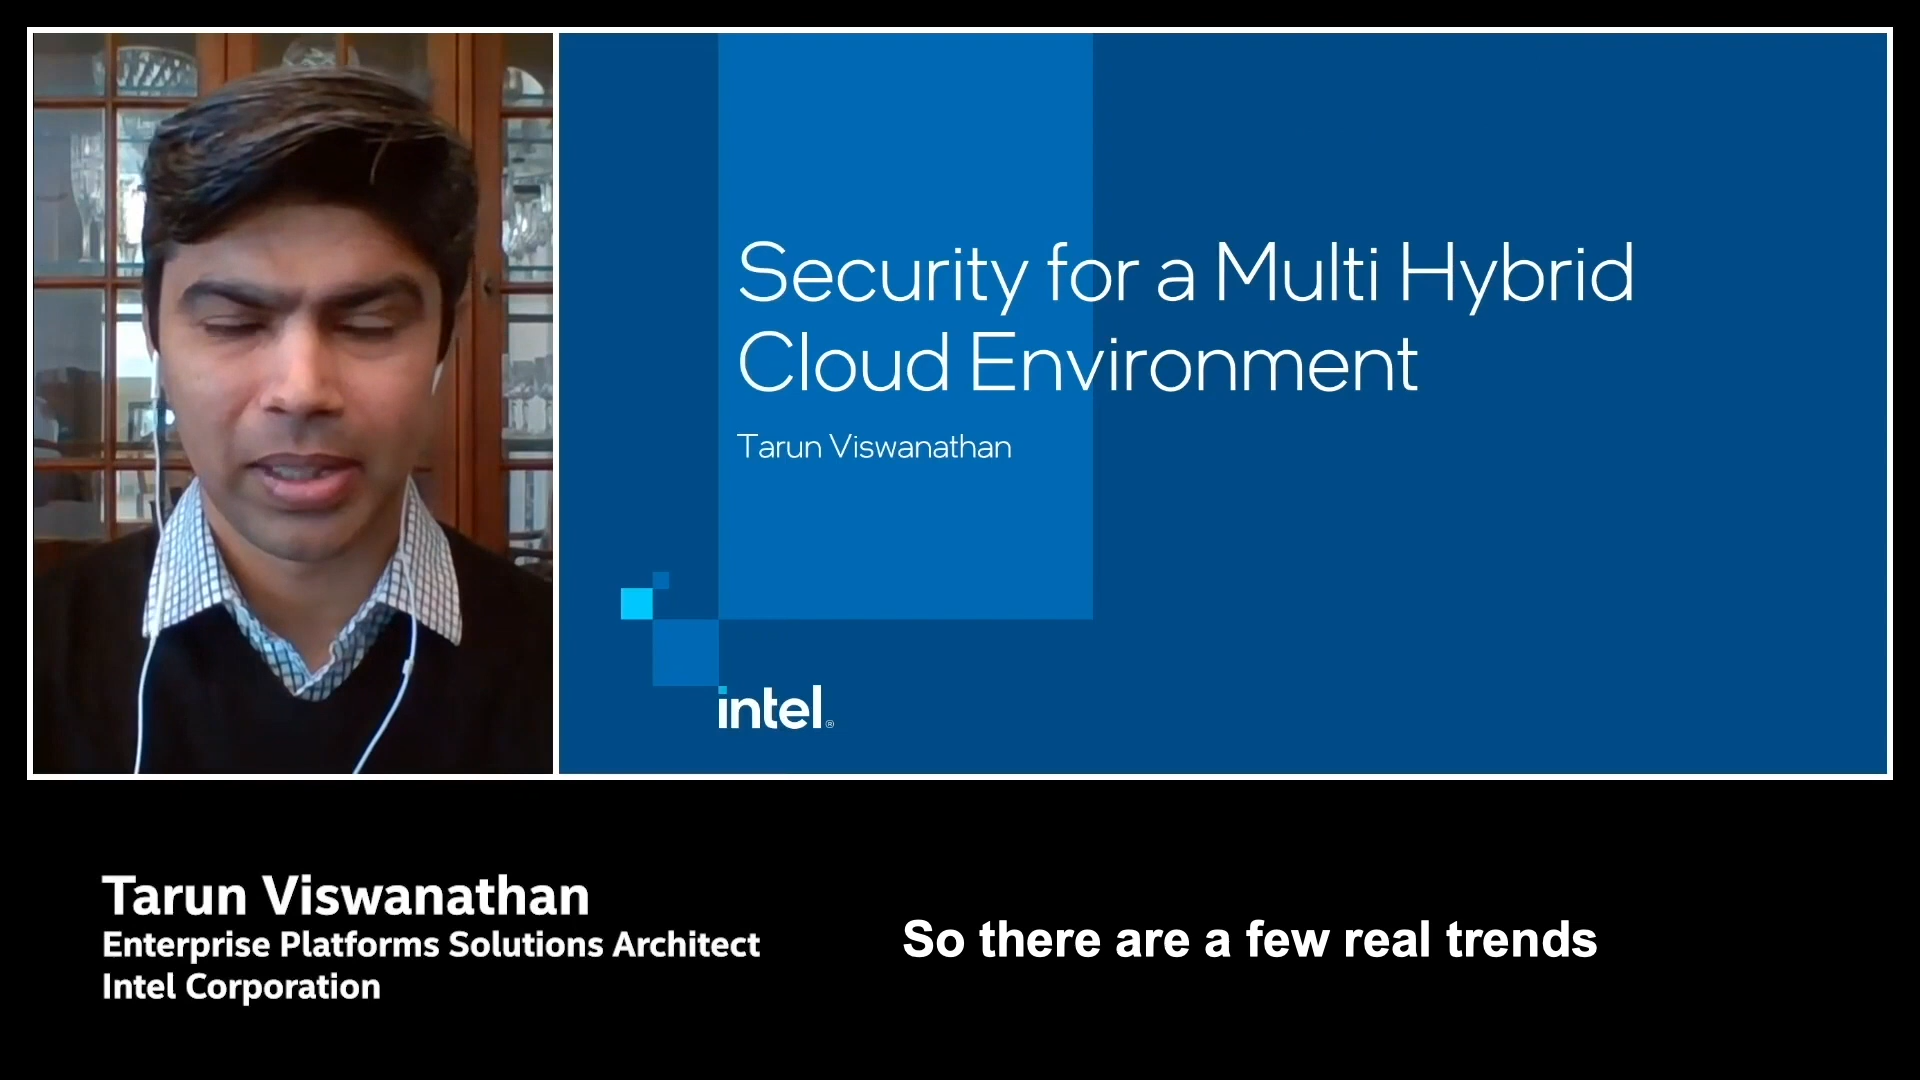 Security for a Multi Hybrid
Cloud Environment
Tarun Viswanathan
intel®
Tarun Viswanathan
Enterprise Platforms Solutions Architect
Intel Corporation
So there are a few real trends